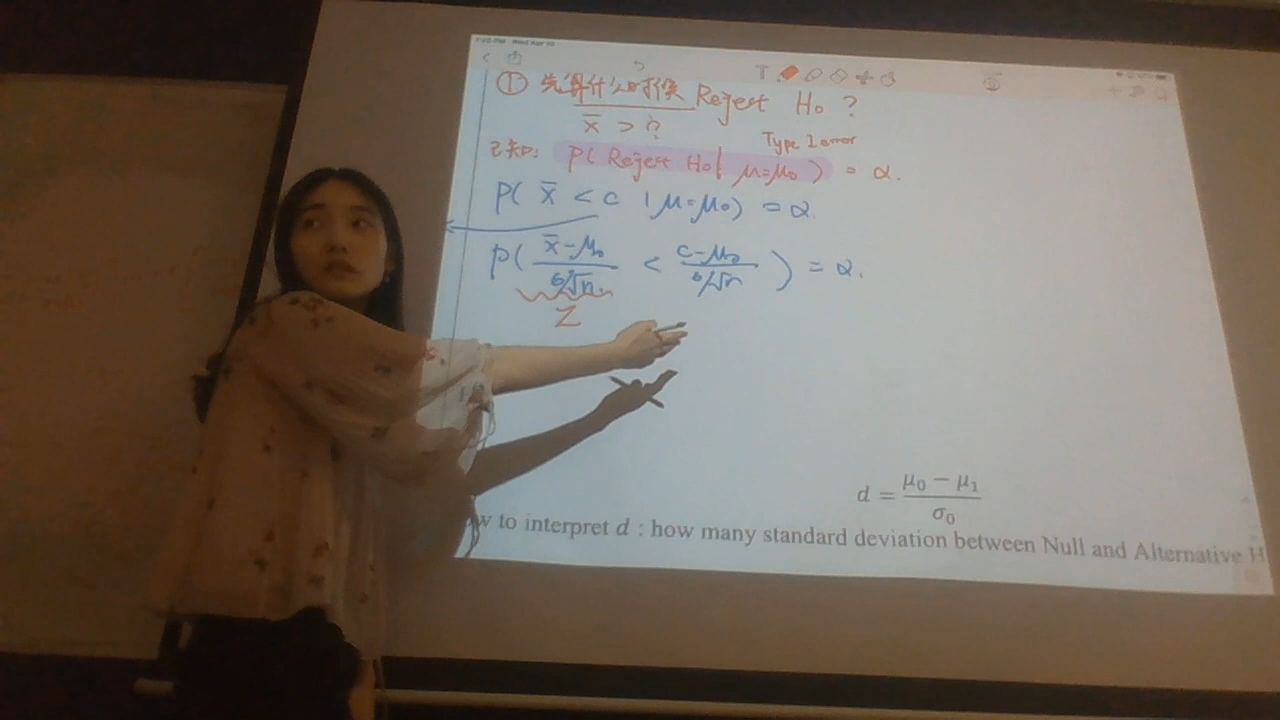 ① 先算什么时候 Reject H₀ ?
x̄ > ?
Type 1 error
已知: P( Reject H₀ | μ=μ₀ ) = α.
P( x̄ < c | μ=μ₀ ) = α.
P( (x̄-μ₀)/(σ/√n) < (c-μ₀)/(σ/√n) ) = α.
Z
d = (μ₀ − μ₁)/σ₀
to interpret d : how many standard deviation between Null and Alternative H